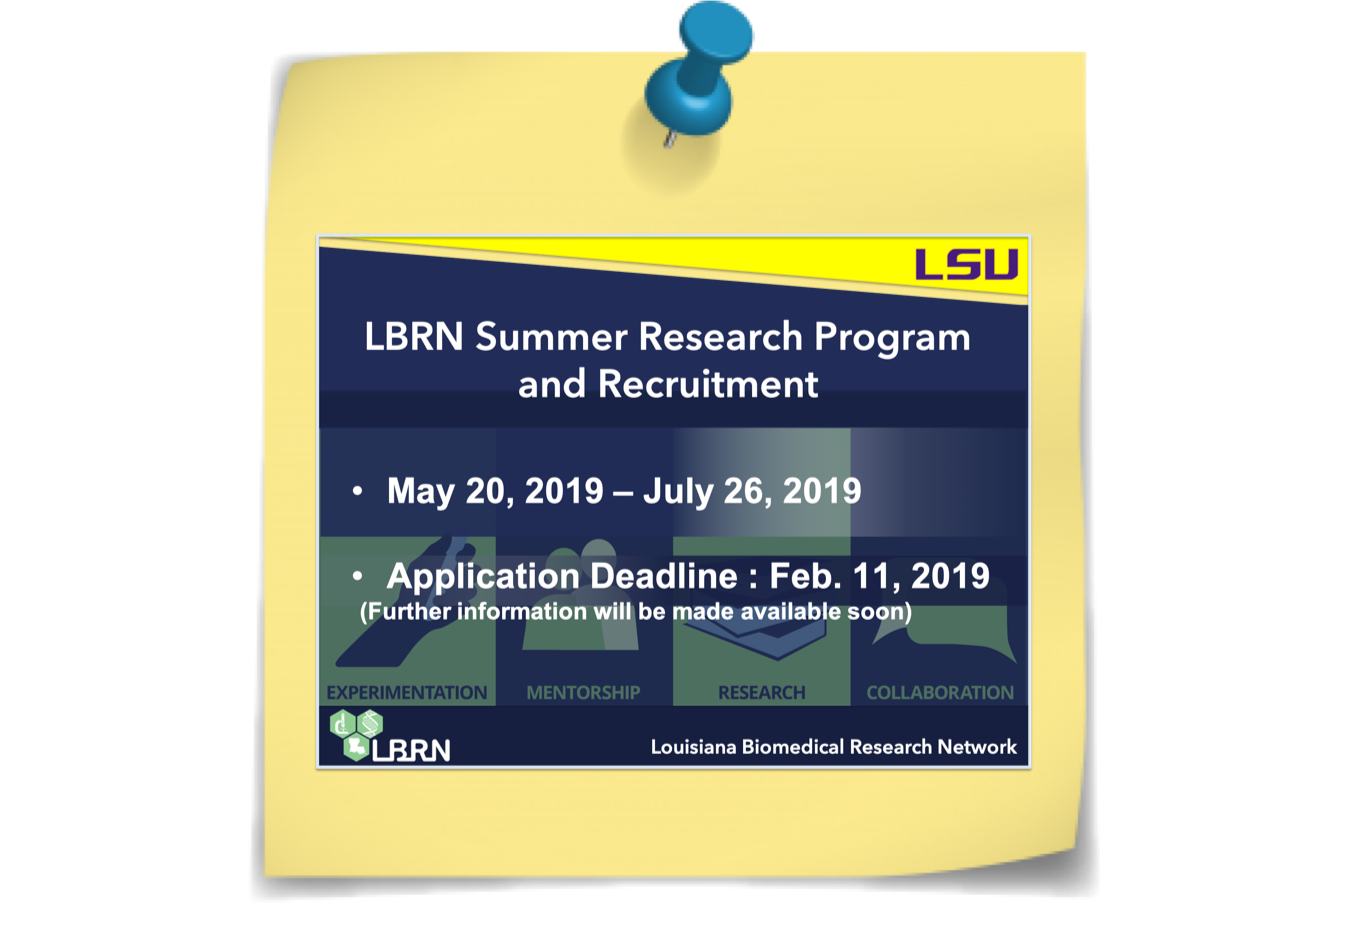 LSU
LBRN Summer Research Program
and Recruitment
• May 20, 2019 – July 26, 2019
• Application Deadline : Feb. 11, 2019
(Further information will be made available soon)
EXPERIMENTATION MENTORSHIP RESEARCH COLLABORATION
LBRN
Louisiana Biomedical Research Network